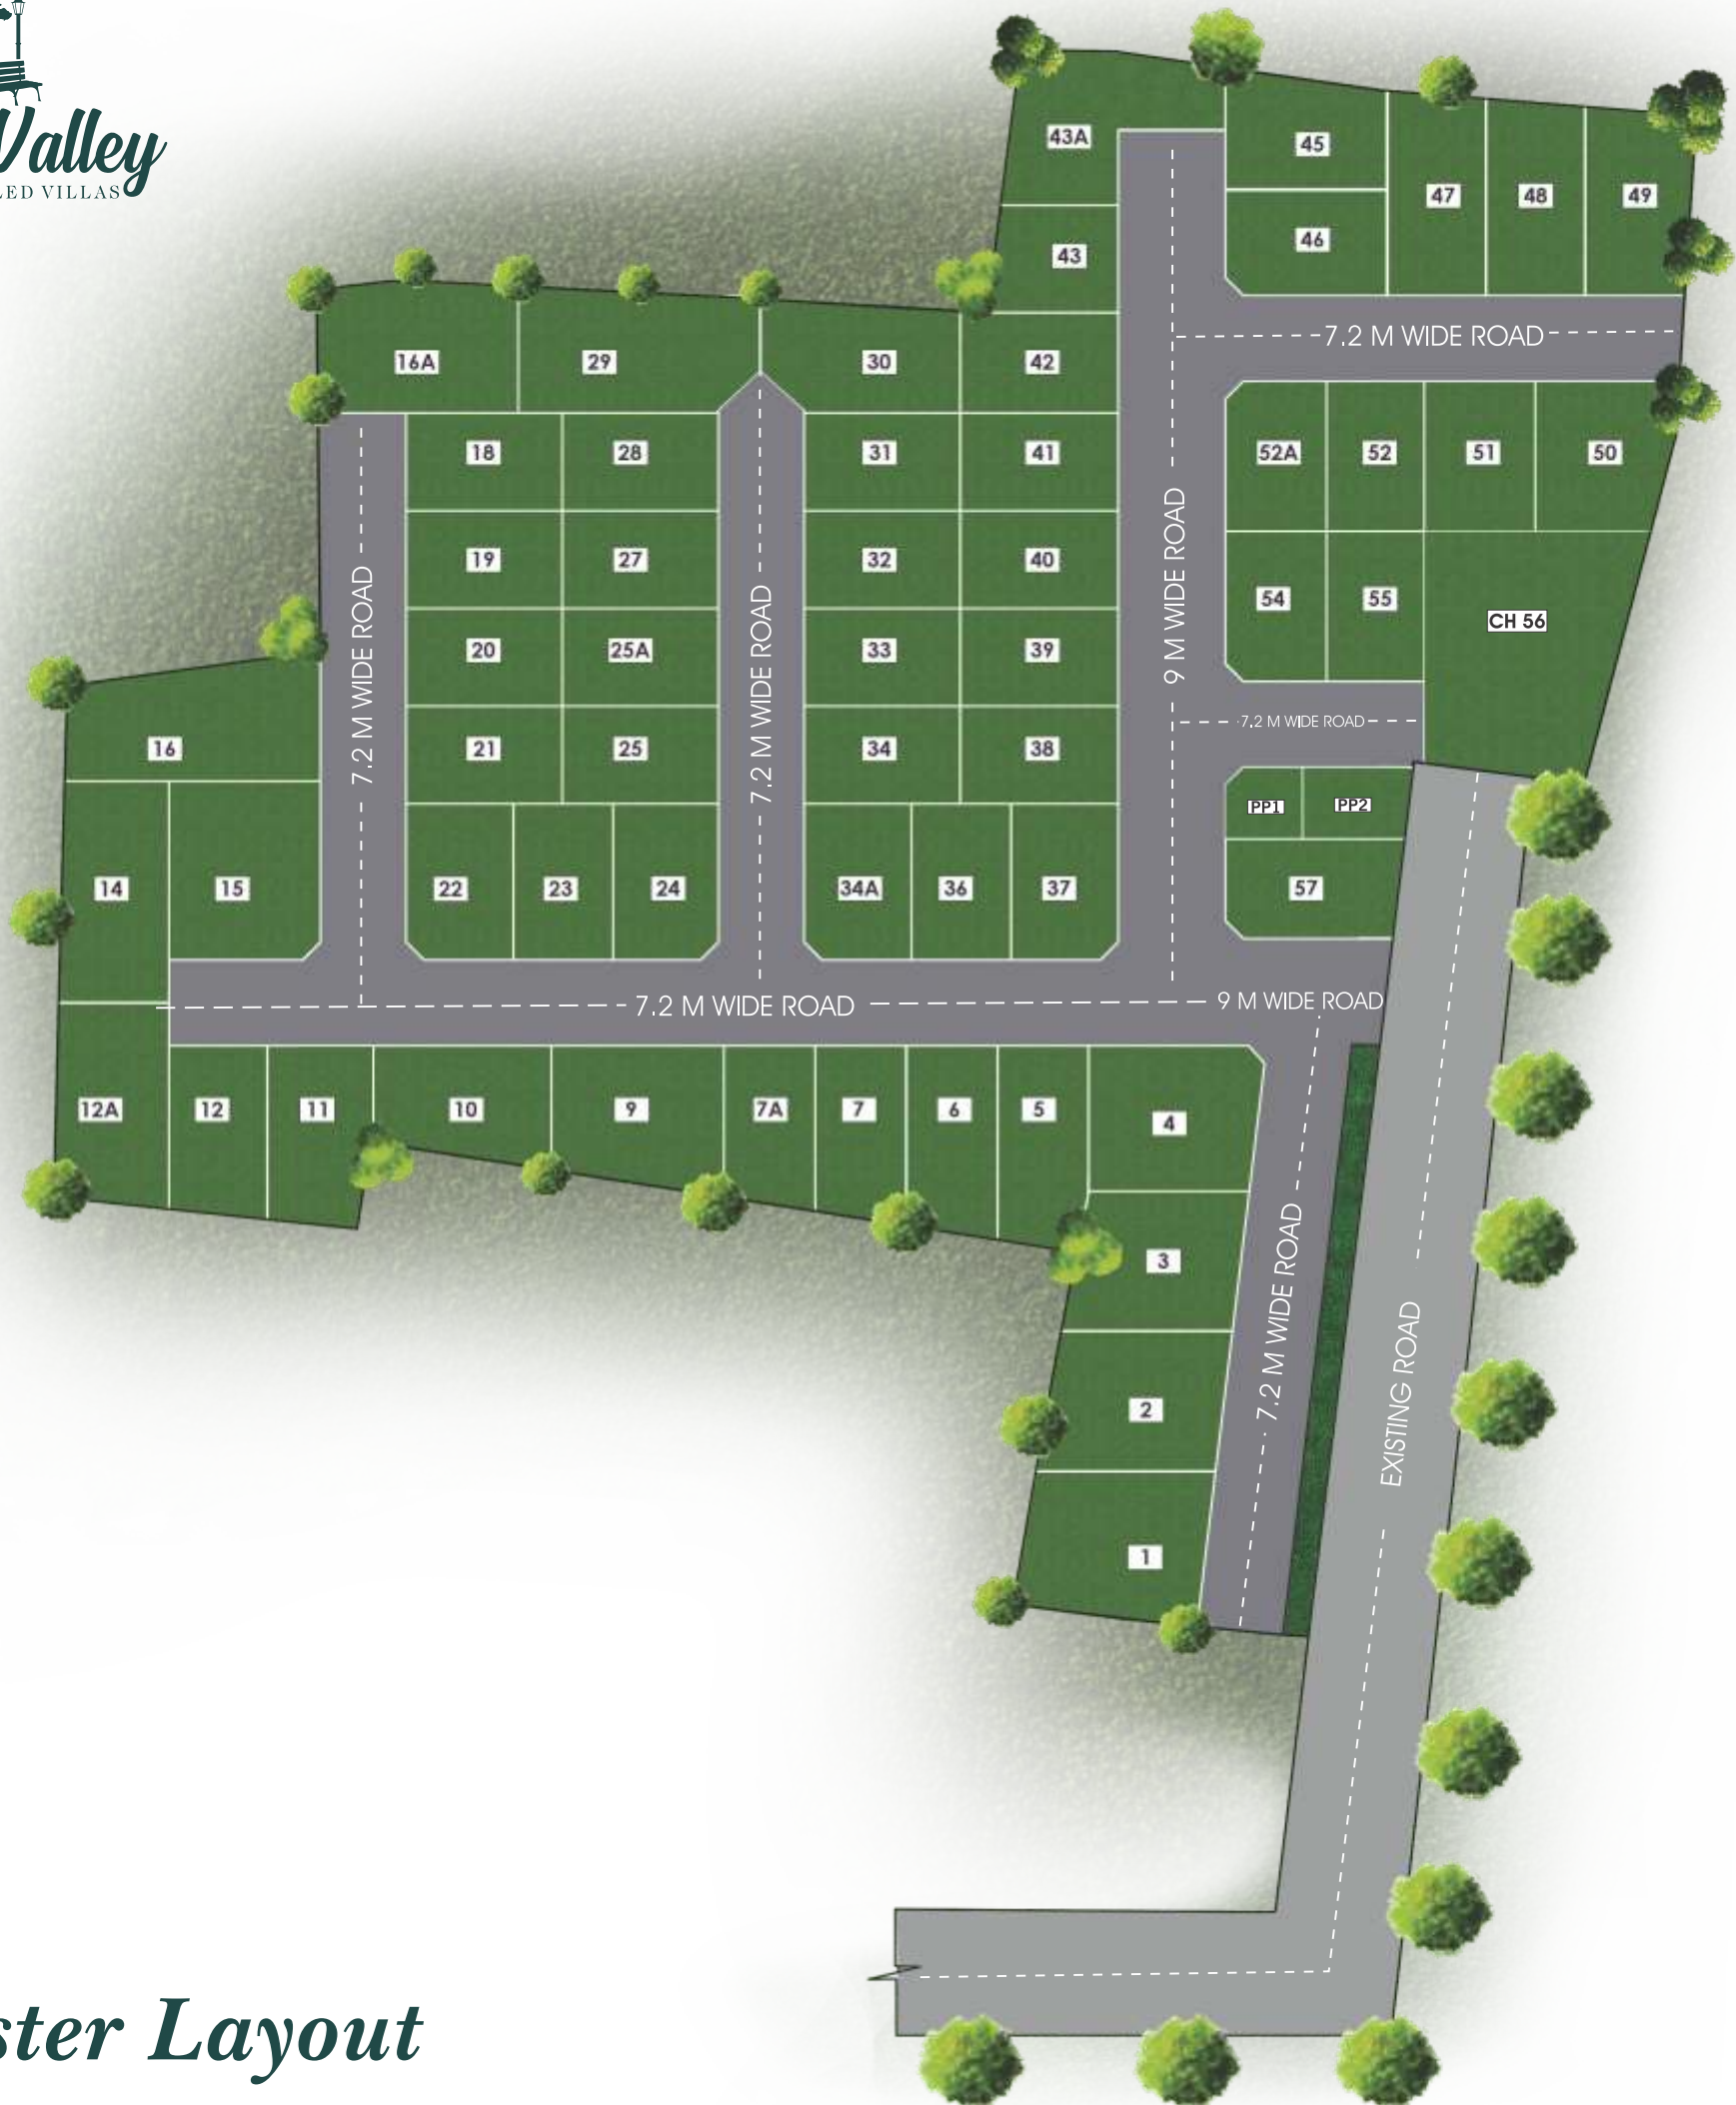 Valley
LED VILLAS
43A
45
47
48
49
46
43
7.2 M WIDE ROAD
16A
29
30
42
18
28
31
41
52A
52
51
50
19
27
32
40
9 M WIDE ROAD
54
55
CH 56
7.2 M WIDE ROAD
7.2 M WIDE ROAD
20
25A
33
39
16
21
25
34
38
7.2 M WIDE ROAD
PP1
PP2
14
15
22
23
24
34A
36
37
57
7.2 M WIDE ROAD
9 M WIDE ROAD
12A
12
11
10
9
7A
7
6
5
4
3
7.2 M WIDE ROAD
2
EXISTING ROAD
1
ster Layout